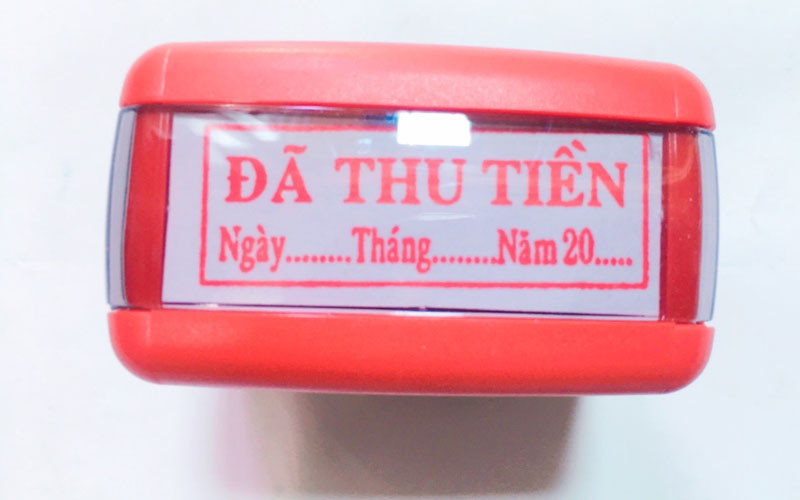 ĐÃ THU TIỀN
Ngày........Tháng........Năm 20.....